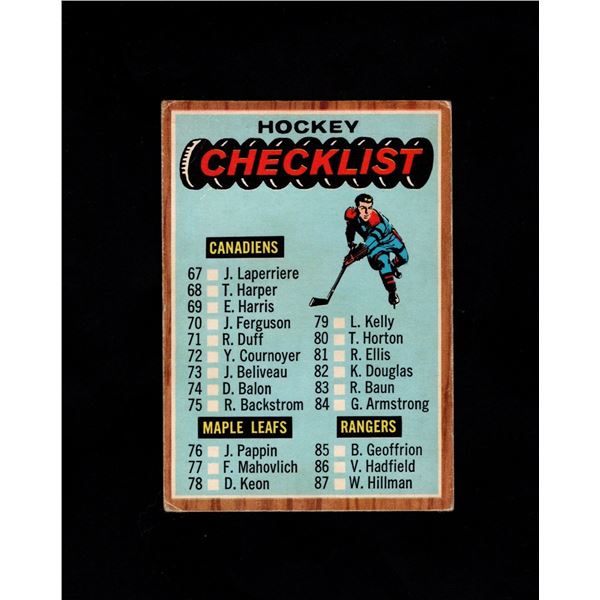 HOCKEY
CHECKLIST
CANADIENS
67 J. Laperriere
68 T. Harper
69 E. Harris
70 J. Ferguson
71 R. Duff
72 Y. Cournoyer
73 J. Beliveau
74 D. Balon
75 R. Backstrom
MAPLE LEAFS
76 J. Pappin
77 F. Mahovlich
78 D. Keon
79 L. Kelly
80 T. Horton
81 R. Ellis
82 K. Douglas
83 R. Baun
84 G. Armstrong
RANGERS
85 B. Geoffrion
86 V. Hadfield
87 W. Hillman